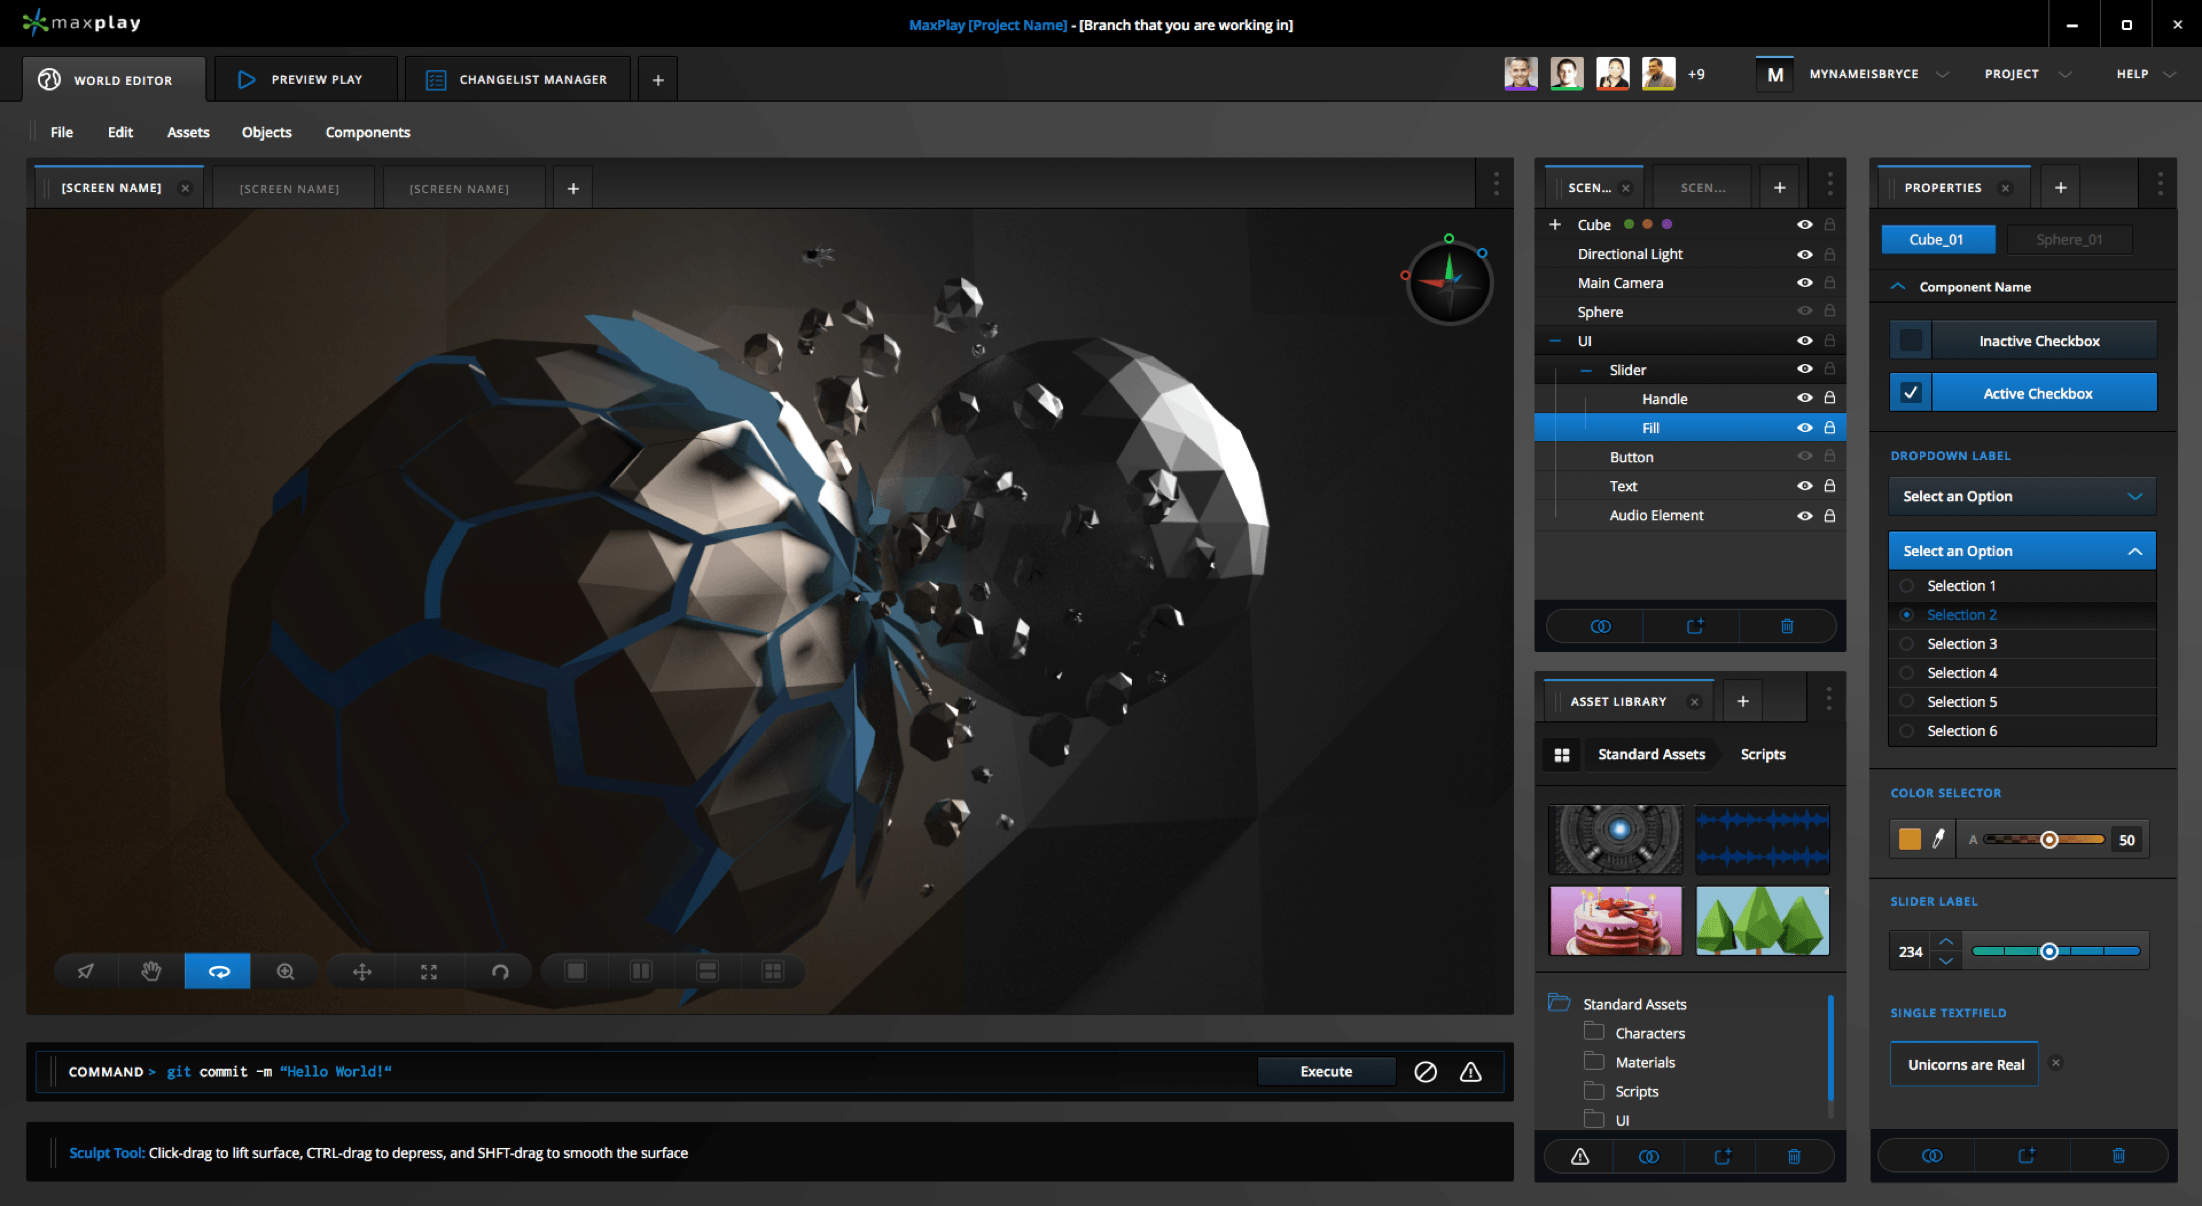 maxplay
MaxPlay [Project Name] - [Branch that you are working in]
WORLD EDITOR
PREVIEW PLAY
CHANGELIST MANAGER
+
+9
M
MYNAMEISBRYCE
PROJECT
HELP
File
Edit
Assets
Objects
Components
[SCREEN NAME]
[SCREEN NAME]
[SCREEN NAME]
+
SCEN...
SCEN...
+
Cube
Directional Light
Main Camera
Sphere
UI
Slider
Handle
Fill
Button
Text
Audio Element
ASSET LIBRARY
+
Standard Assets
Scripts
Standard Assets
Characters
Materials
Scripts
UI
PROPERTIES
+
Cube_01
Sphere_01
Component Name
Inactive Checkbox
Active Checkbox
DROPDOWN LABEL
Select an Option
Select an Option
Selection 1
Selection 2
Selection 3
Selection 4
Selection 5
Selection 6
COLOR SELECTOR
A
50
SLIDER LABEL
234
SINGLE TEXTFIELD
Unicorns are Real
COMMAND > git commit -m “Hello World!“
Execute
Sculpt Tool: Click-drag to lift surface, CTRL-drag to depress, and SHFT-drag to smooth the surface